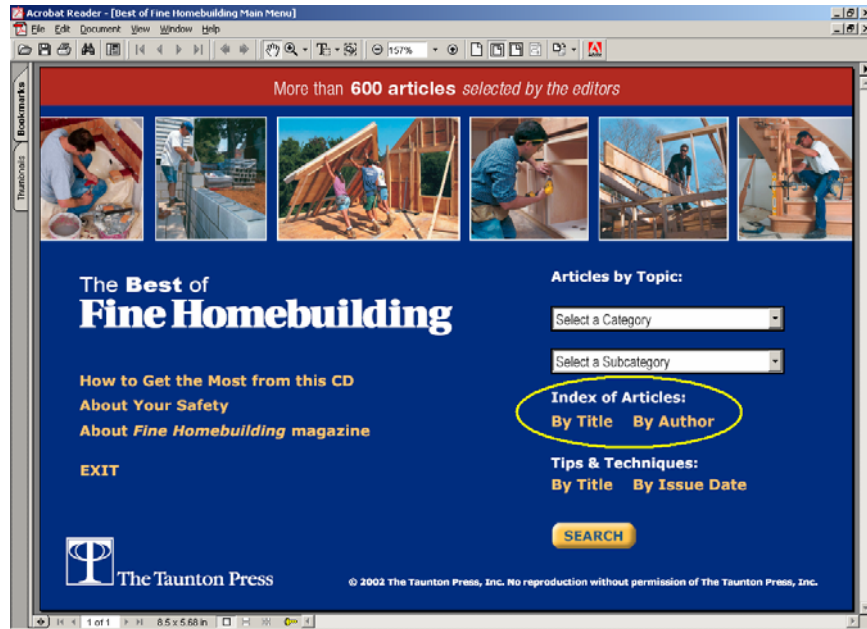 Acrobat Reader - [Best of Fine Homebuilding Main Menu]
File Edit Document View Window Help
157%
Bookmarks
Thumbnails
More than 600 articles selected by the editors
The Best of
Fine Homebuilding
How to Get the Most from this CD
About Your Safety
About Fine Homebuilding magazine
EXIT
Articles by Topic:
Select a Category
Select a Subcategory
Index of Articles:
By Title By Author
Tips & Techniques:
By Title By Issue Date
SEARCH
The Taunton Press
© 2002 The Taunton Press, Inc. No reproduction without permission of The Taunton Press, Inc.
1 of 1 8.5 x 5.68 in